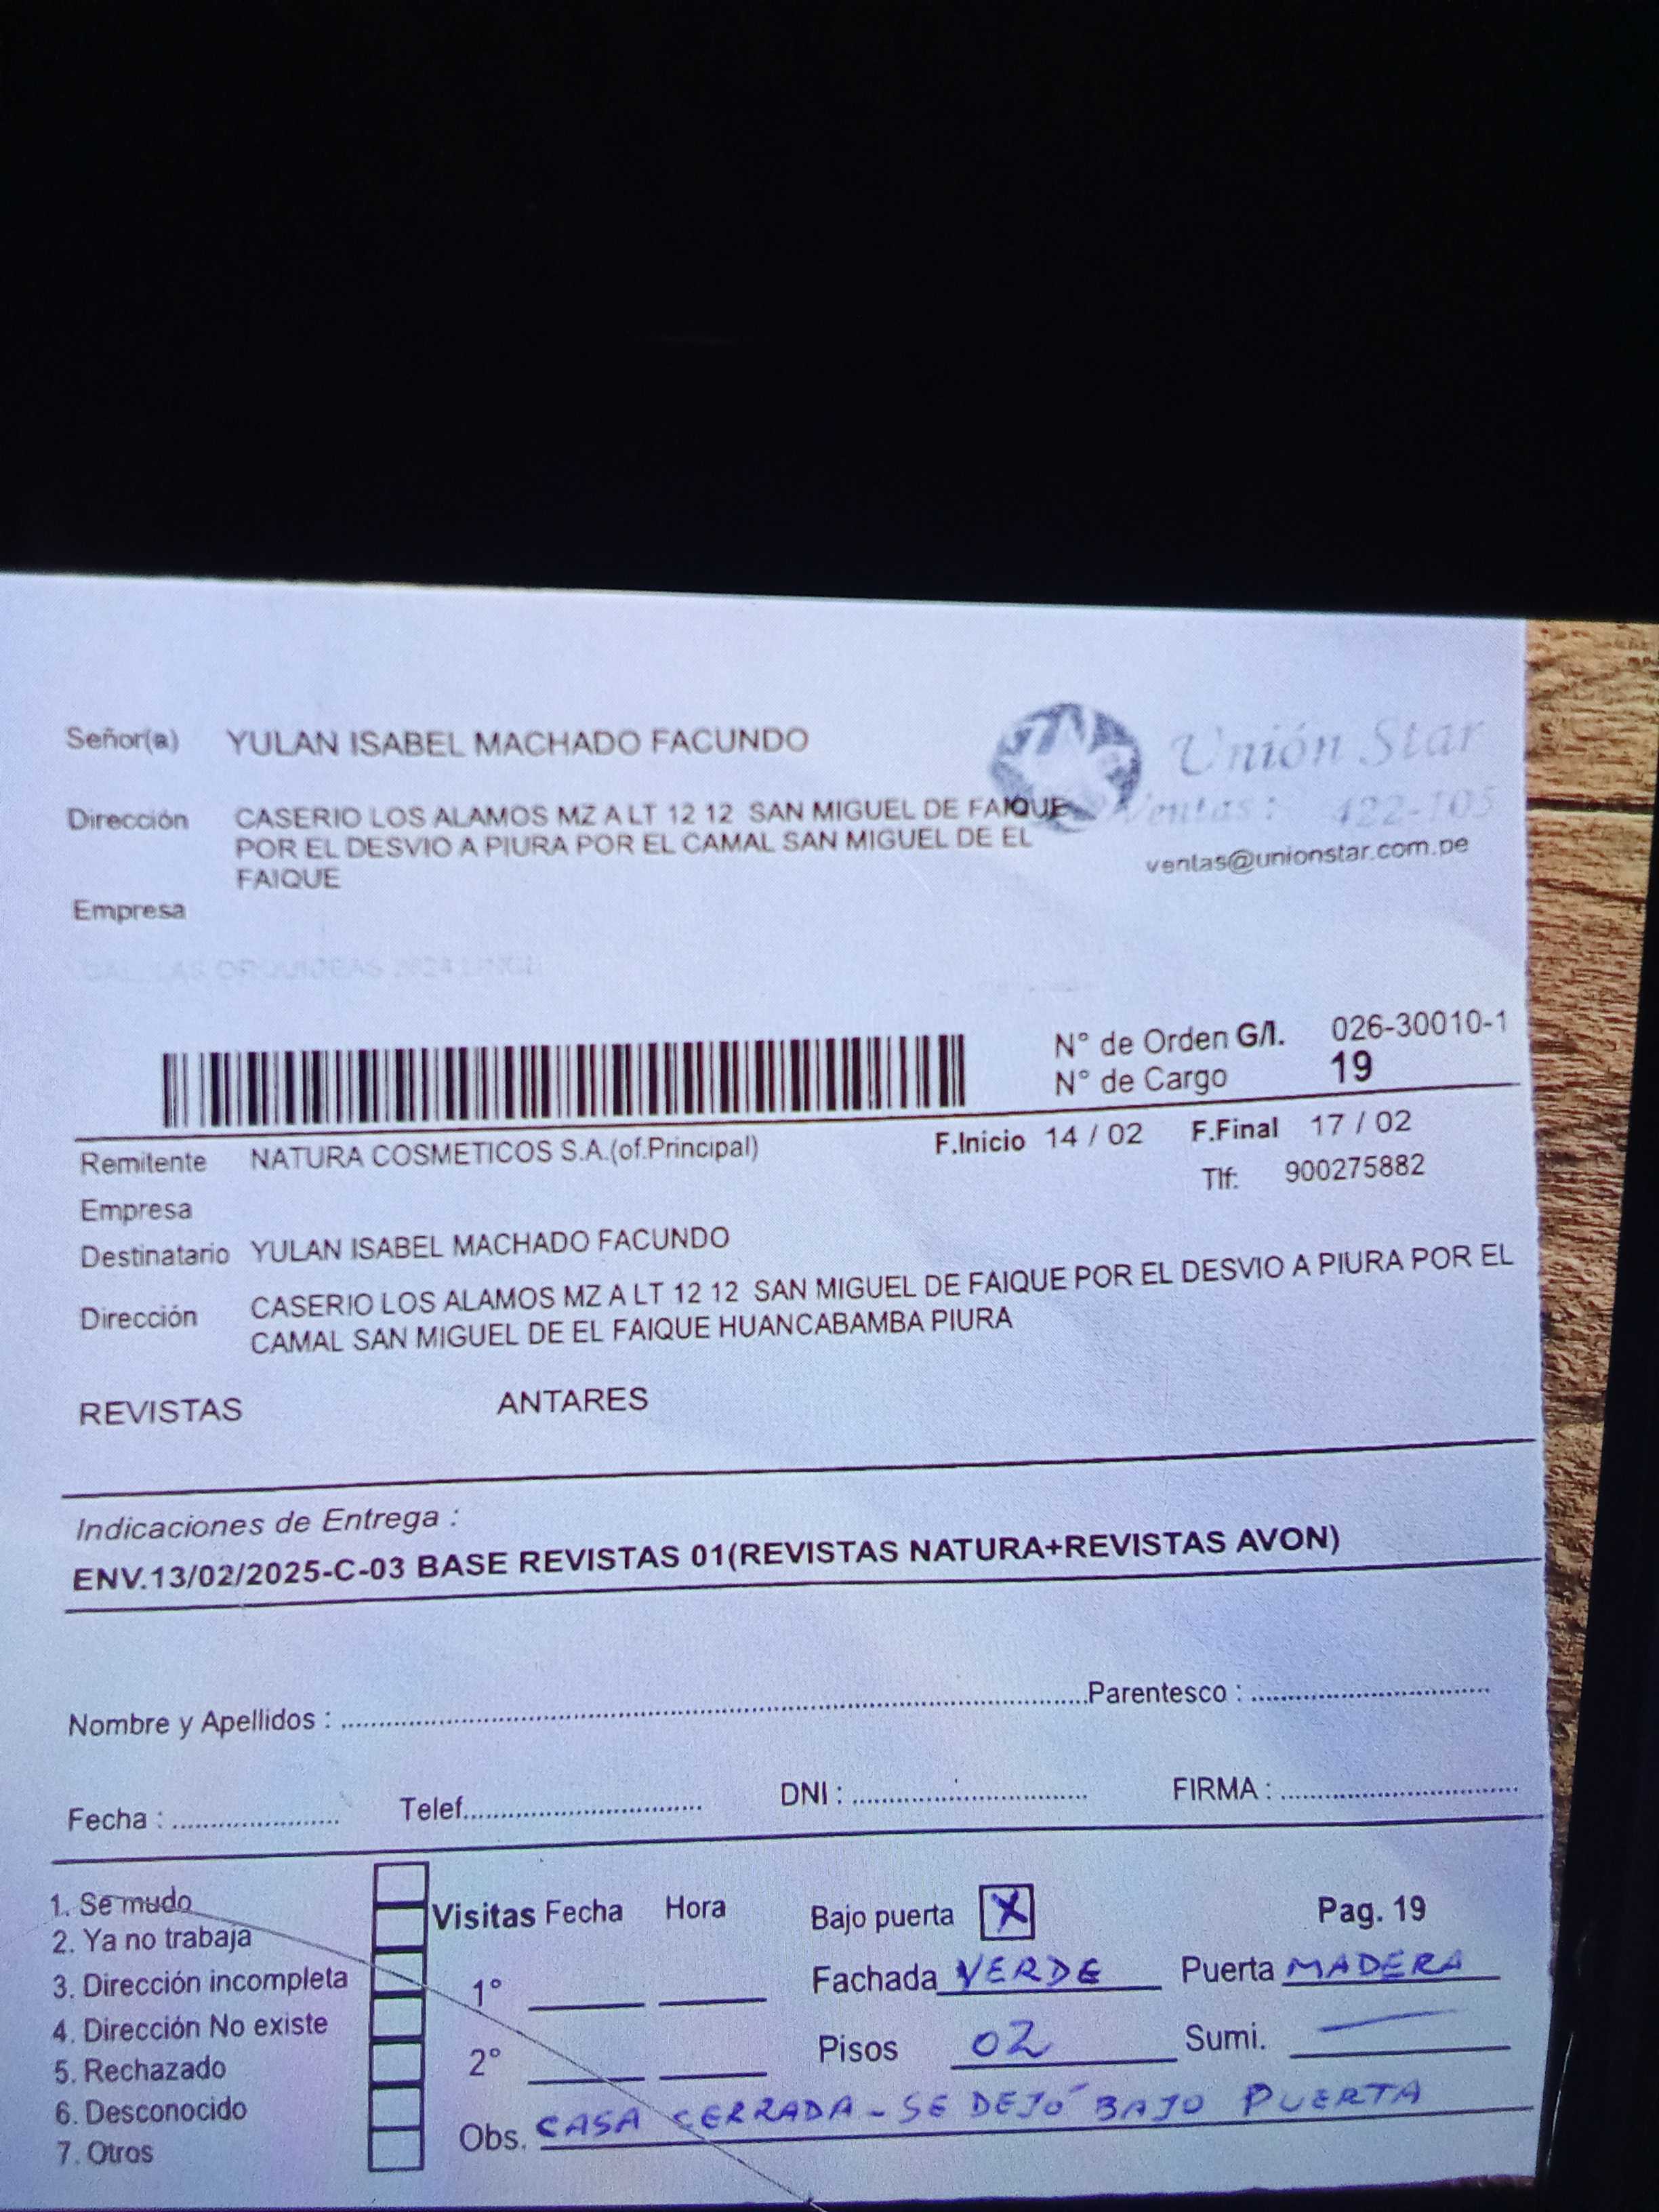 Señor(a) YULAN ISABEL MACHADO FACUNDO
Unión Star
Dirección CASERIO LOS ALAMOS MZ A LT 12 12 SAN MIGUEL DE FAIQUE
Ventas: 422-105
POR EL DESVIO A PIURA POR EL CAMAL SAN MIGUEL DE EL
ventas@unionstar.com.pe
FAIQUE
Empresa
N° de Orden G/I. 026-30010-1
N° de Cargo 19
Remitente NATURA COSMETICOS S.A.(of.Principal) F.Inicio 14 / 02 F.Final 17 / 02
Tlf: 900275882
Empresa
Destinatario YULAN ISABEL MACHADO FACUNDO
Dirección CASERIO LOS ALAMOS MZ A LT 12 12 SAN MIGUEL DE FAIQUE POR EL DESVIO A PIURA POR EL
CAMAL SAN MIGUEL DE EL FAIQUE HUANCABAMBA PIURA
REVISTAS ANTARES
Indicaciones de Entrega :
ENV.13/02/2025-C-03 BASE REVISTAS 01(REVISTAS NATURA+REVISTAS AVON)
Nombre y Apellidos : Parentesco :
Fecha : Telef. DNI : FIRMA :
1. Se mudo
2. Ya no trabaja
3. Dirección incompleta
4. Dirección No existe
5. Rechazado
6. Desconocido
7. Otros
Visitas Fecha Hora
1°
2°
Bajo puerta X Pag. 19
Fachada VERDE Puerta MADERA
Pisos 02 Sumi. —
Obs. CASA CERRADA - SE DEJÓ BAJO PUERTA